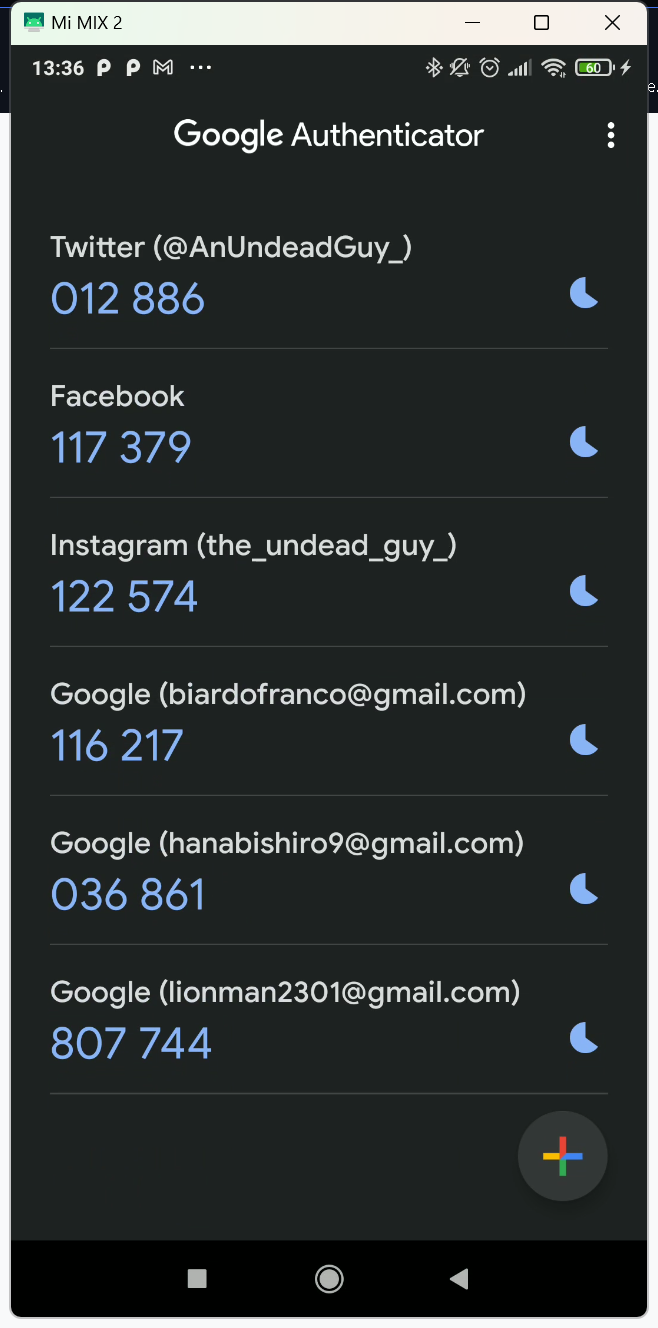 Mi MIX 2
13:36
60
Google Authenticator
Twitter (@AnUndeadGuy_)
012 886
Facebook
117 379
Instagram (the_undead_guy_)
122 574
Google (biardofranco@gmail.com)
116 217
Google (hanabishiro9@gmail.com)
036 861
Google (lionman2301@gmail.com)
807 744